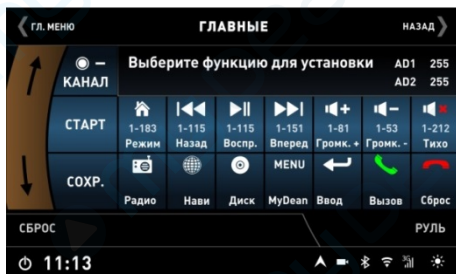 ГЛ. МЕНЮ ГЛАВНЫЕ НАЗАД
КАНАЛ Выберите функцию для установки AD1 255
AD2 255
СТАРТ 1-183 1-115 1-115 1-151 1-81 1-53 1-212
Режим Назад Воспр. Вперед Громк. + Громк. - Тихо
СОХР. MENU
Радио Нави Диск MyDean Ввод Вызов Сброс
СБРОС РУЛЬ
11:13 3G